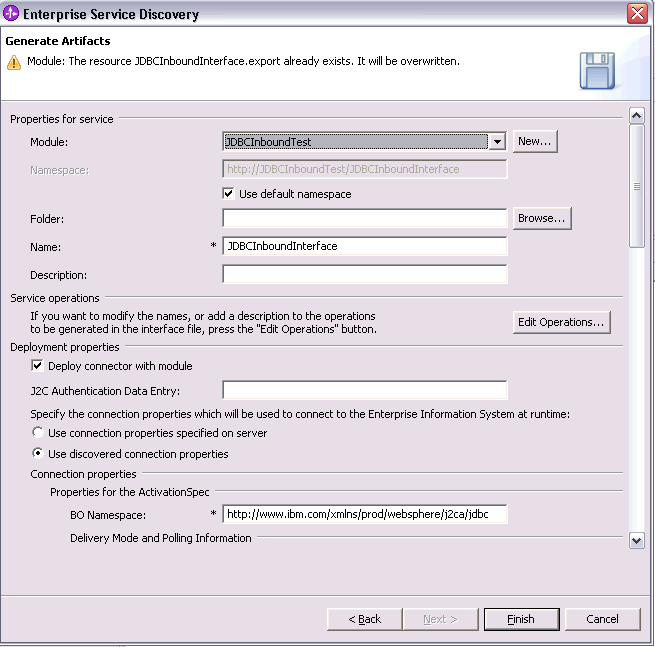 Enterprise Service Discovery
Generate Artifacts
Module: The resource JDBCInboundInterface.export already exists. It will be overwritten.
Properties for service
Module: JDBCInboundTest New...
Namespace: http://JDBCInboundTest/JDBCInboundInterface
Use default namespace
Folder: Browse...
Name: * JDBCInboundInterface
Description:
Service operations
If you want to modify the names, or add a description to the operations
to be generated in the interface file, press the "Edit Operations" button.
Edit Operations...
Deployment properties
Deploy connector with module
J2C Authentication Data Entry:
Specify the connection properties which will be used to connect to the Enterprise Information System at runtime:
Use connection properties specified on server
Use discovered connection properties
Connection properties
Properties for the ActivationSpec
BO Namespace: * http://www.ibm.com/xmlns/prod/websphere/j2ca/jdbc
Delivery Mode and Polling Information
< Back Next > Finish Cancel